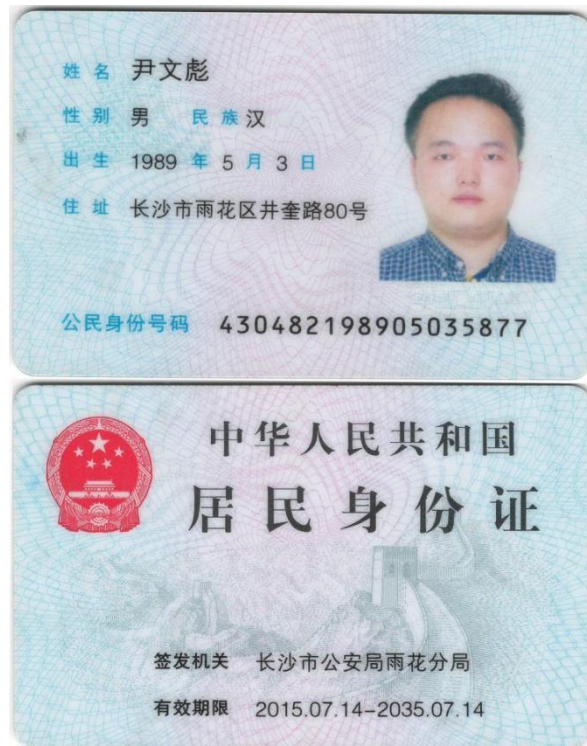 姓名 尹文彪
性别 男 民族 汉
出生 1989 年 5 月 3 日
住址 长沙市雨花区井奎路80号
公民身份号码 430482198905035877
中华人民共和国
居民身份证
签发机关 长沙市公安局雨花分局
有效期限 2015.07.14-2035.07.14